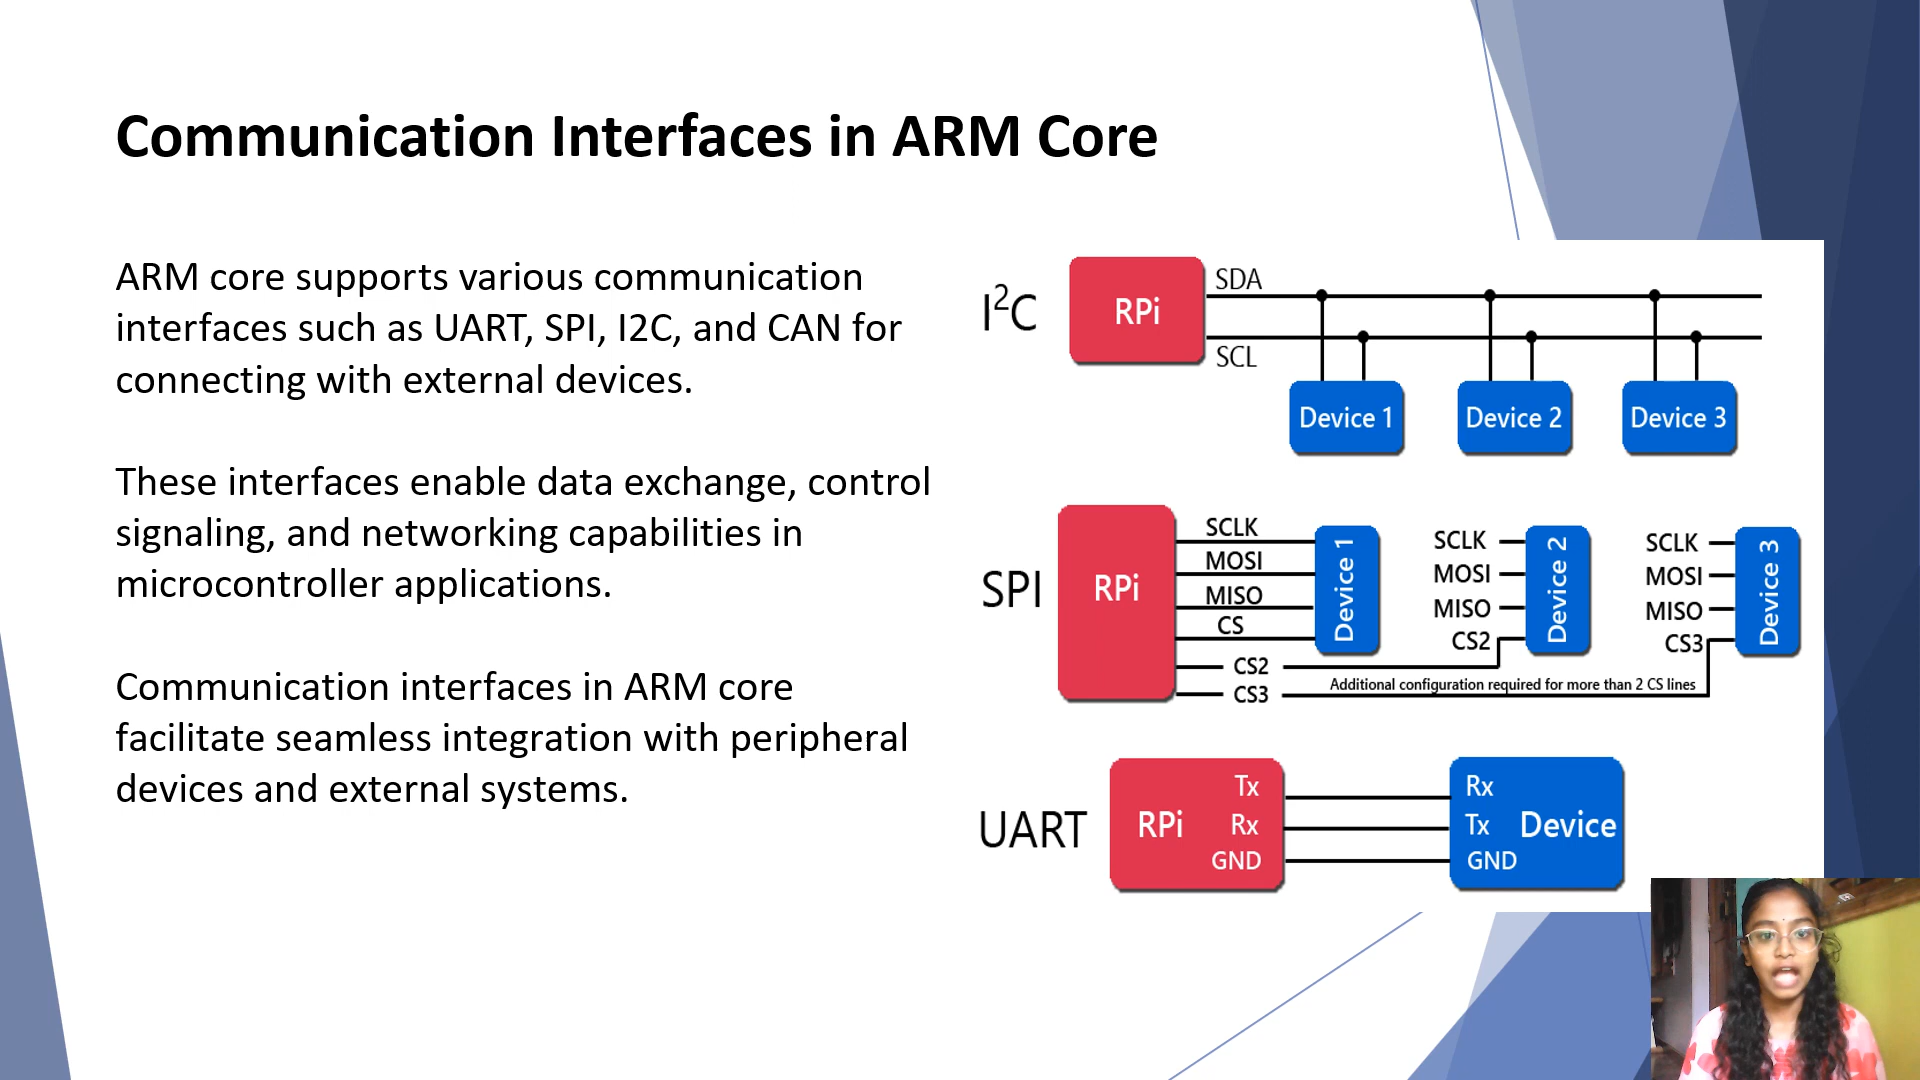 Communication Interfaces in ARM Core
ARM core supports various communication
interfaces such as UART, SPI, I2C, and CAN for
connecting with external devices.
These interfaces enable data exchange, control
signaling, and networking capabilities in
microcontroller applications.
Communication interfaces in ARM core
facilitate seamless integration with peripheral
devices and external systems.
I²C
RPi
SDA
SCL
Device 1
Device 2
Device 3
SPI
RPi
SCLK
MOSI
MISO
CS
CS2
CS3
Device 1
SCLK
MOSI
MISO
CS2
Device 2
SCLK
MOSI
MISO
CS3
Device 3
Additional configuration required for more than 2 CS lines
UART
RPi
Tx
Rx
GND
Rx
Tx
GND
Device